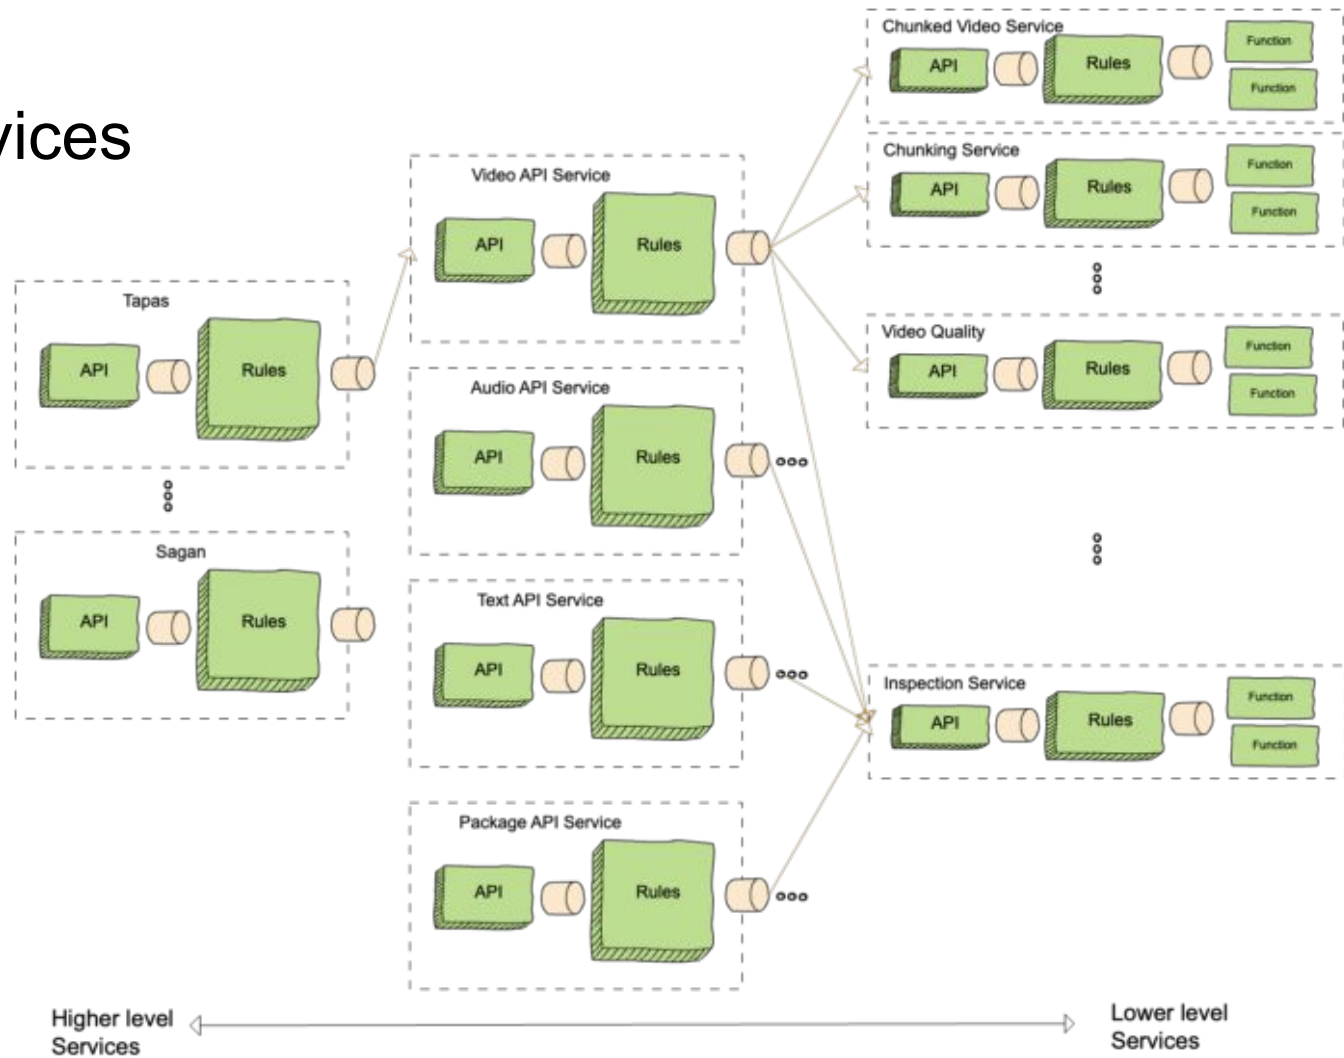 vices
Tapas
API
Rules
Sagan
API
Rules
Video API Service
API
Rules
Audio API Service
API
Rules
Text API Service
API
Rules
Package API Service
API
Rules
Chunked Video Service
API
Rules
Function
Function
Chunking Service
API
Rules
Function
Function
Video Quality
API
Rules
Function
Function
Inspection Service
API
Rules
Function
Function
Higher level
Services
Lower level
Services